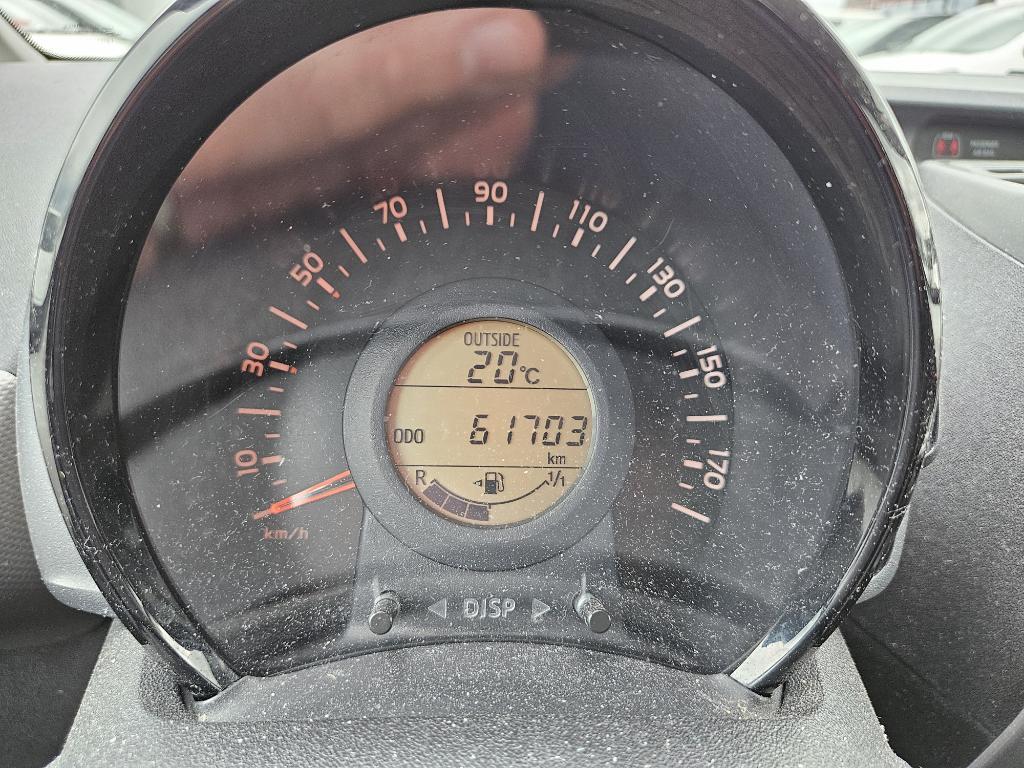 10
30
50
70
90
110
130
150
170
km/h
OUTSIDE
20°C
ODO 61703
km
R 1/1
DISP